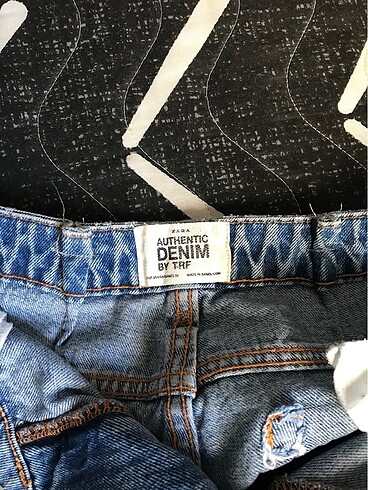 ZARA
AUTHENTIC
DENIM
BY TRF